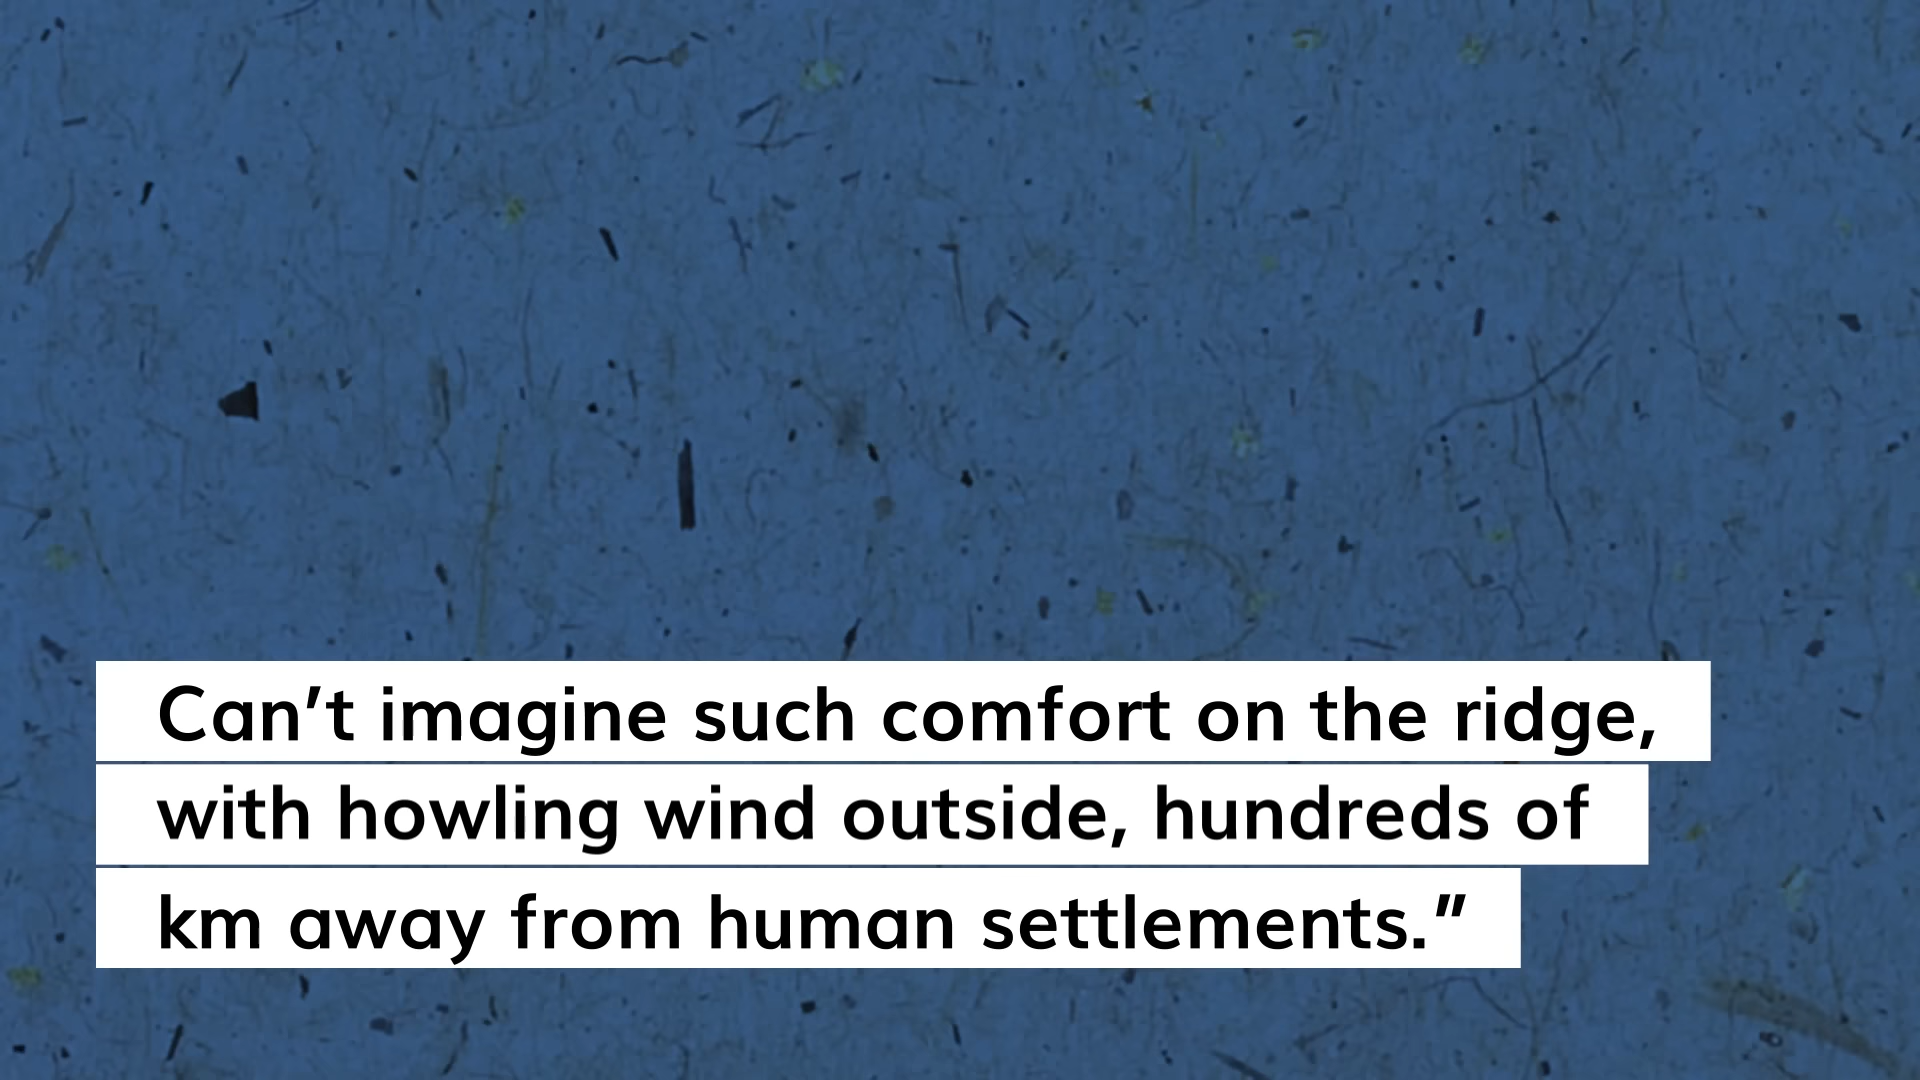 Can’t imagine such comfort on the ridge,
with howling wind outside, hundreds of
km away from human settlements.”